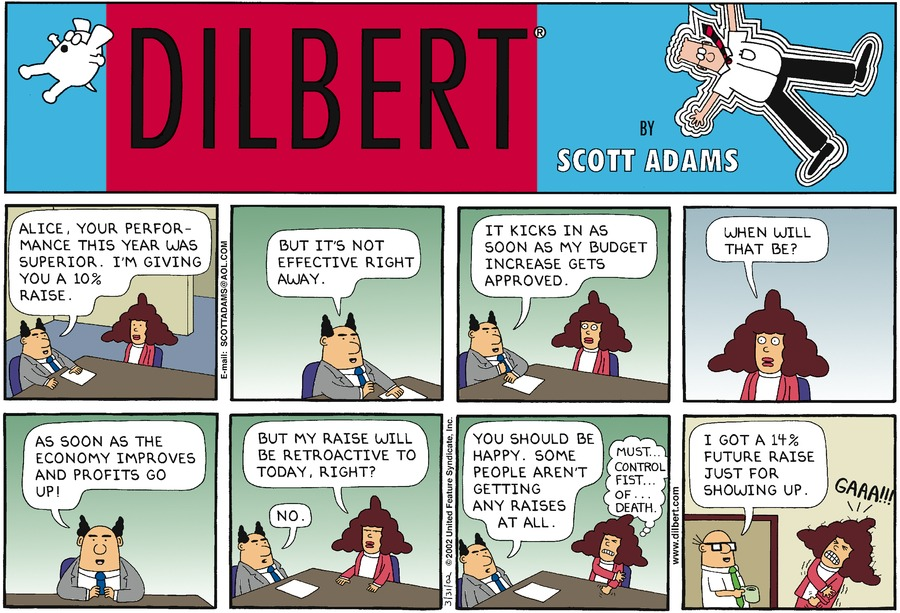 DILBERT®
BY
SCOTT ADAMS
ALICE, YOUR PERFOR-
MANCE THIS YEAR WAS
SUPERIOR. I'M GIVING
YOU A 10%
RAISE.
E-mail: SCOTTADAMS@AOL.COM
BUT IT'S NOT
EFFECTIVE RIGHT
AWAY.
IT KICKS IN AS
SOON AS MY BUDGET
INCREASE GETS
APPROVED.
WHEN WILL
THAT BE?
AS SOON AS THE
ECONOMY IMPROVES
AND PROFITS GO
UP!
BUT MY RAISE WILL
BE RETROACTIVE TO
TODAY, RIGHT?
NO.
3/31/02 ©2002 United Feature Syndicate, Inc.
YOU SHOULD BE
HAPPY. SOME
PEOPLE AREN'T
GETTING
ANY RAISES
AT ALL.
MUST...
CONTROL
FIST...
OF...
DEATH.
www.dilbert.com
I GOT A 14%
FUTURE RAISE
JUST FOR
SHOWING UP.
GAAA!!!